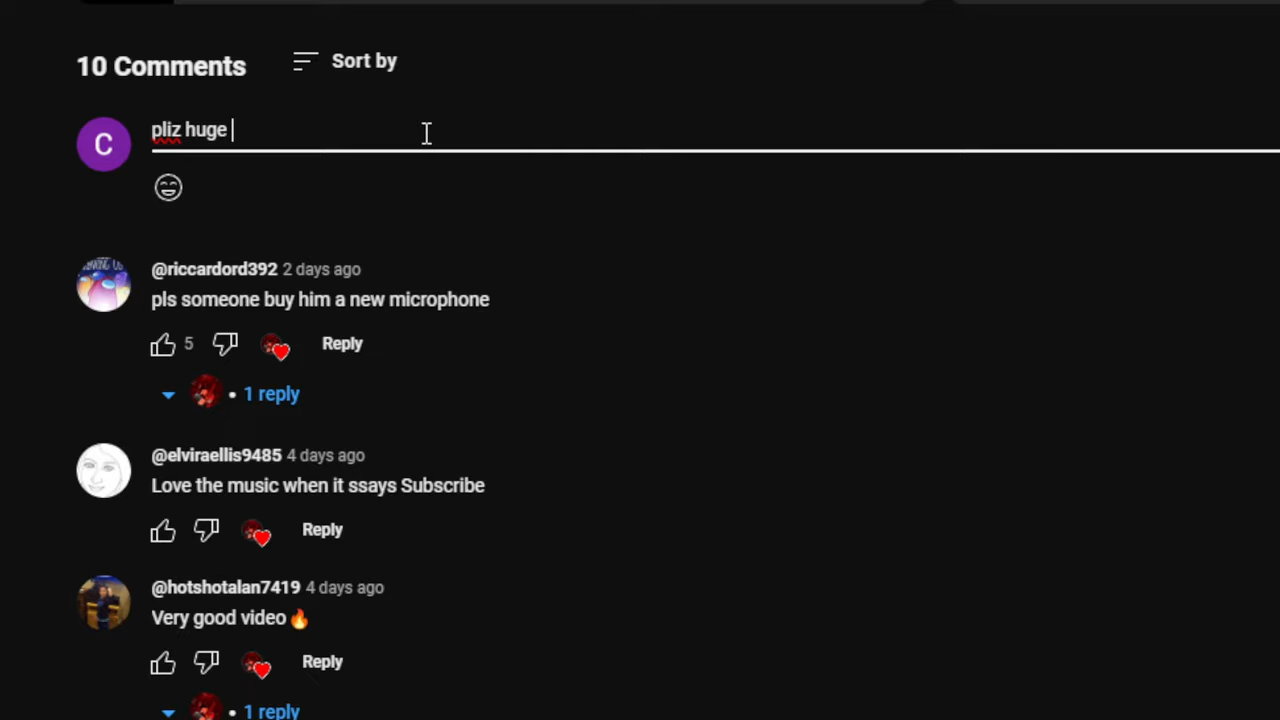 10 Comments
Sort by
C
pliz huge
@riccardord392 2 days ago
pls someone buy him a new microphone
5
Reply
• 1 reply
@elviraellis9485 4 days ago
Love the music when it ssays Subscribe
Reply
@hotshotalan7419 4 days ago
Very good video🔥
Reply
• 1 reply